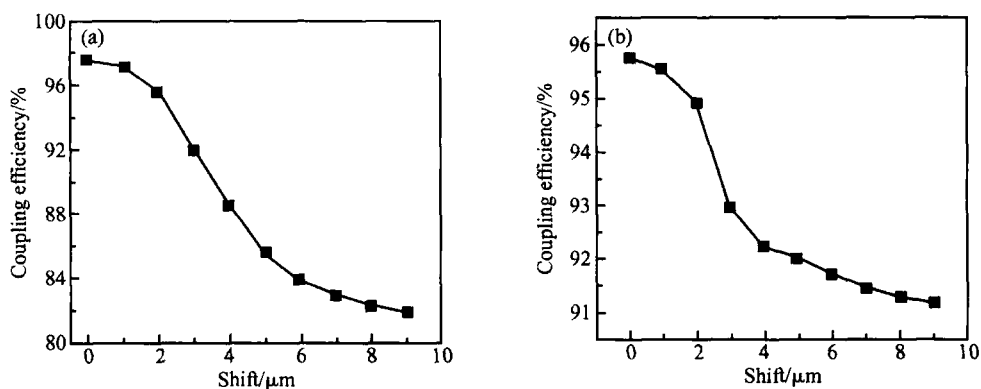 (a)
Coupling efficiency/%
100
96
92
88
84
80
0 2 4 6 8 10
Shift/μm
(b)
Coupling efficiency/%
96
95
94
93
92
91
0 2 4 6 8 10
Shift/μm